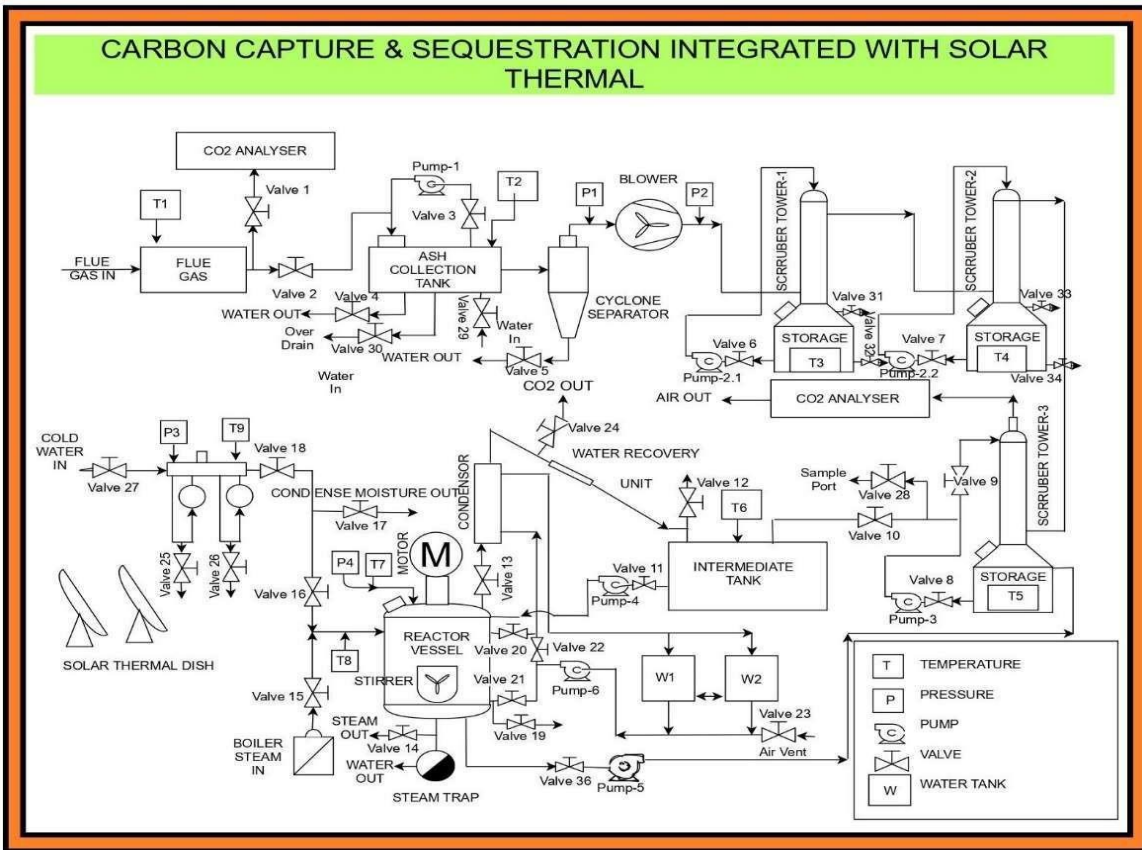 CARBON CAPTURE & SEQUESTRATION INTEGRATED WITH SOLAR
THERMAL
CO2 ANALYSER
Valve 1
T1
FLUE
GAS IN
FLUE
GAS
Valve 2
Pump-1
C
Valve 3
T2
ASH
COLLECTION
TANK
Valve 4
WATER OUT
Over
Drain
Valve 30
WATER OUT
Valve 29
Water
In
Valve 5
Water
In
P1
BLOWER
P2
CYCLONE
SEPARATOR
SCRRUBER TOWER-1
SCRRUBER TOWER-2
Valve 31
Valve 33
STORAGE
T3
Valve 6
C
Pump-2.1
Valve 32
Valve 7
C
Pump-2.2
STORAGE
T4
Valve 34
AIR OUT
CO2 ANALYSER
CO2 OUT
Valve 24
WATER RECOVERY
UNIT
COLD
WATER
IN
Valve 27
P3
T9
Valve 18
CONDENSE MOISTURE OUT
Valve 17
Valve 25
Valve 26
CONDENSOR
Valve 12
T6
Sample
Port
Valve 28
Valve 9
Valve 10
SCRRUBER TOWER-3
INTERMEDIATE
TANK
Valve 11
C
Pump-4
Valve 8
C
Pump-3
STORAGE
T5
SOLAR THERMAL DISH
Valve 16
P4
T7
MOTOR
M
Valve 13
REACTOR
VESSEL
STIRRER
T8
Valve 20
Valve 22
Valve 21
C
Pump-6
Valve 19
W1
W2
Valve 23
Air Vent
Valve 15
BOILER
STEAM
IN
STEAM
OUT
Valve 14
WATER
OUT
STEAM TRAP
Valve 36
Pump-5
T
TEMPERATURE
P
PRESSURE
C
PUMP
VALVE
W
WATER TANK